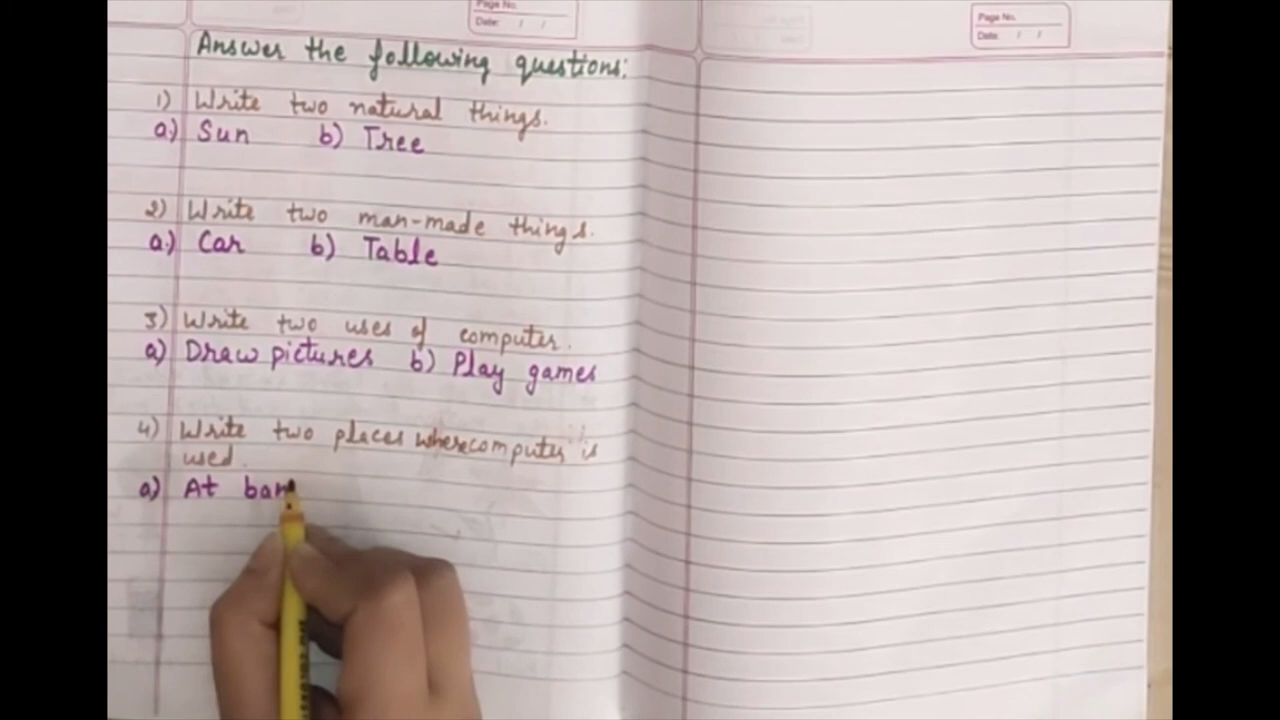 Page No.
Date: / /
Page No.
Date: / /
Answer the following questions:
1) Write two natural things.
a) Sun b) Tree
2) Write two man-made things.
a) Car b) Table
3) Write two uses of computer.
a) Draw pictures b) Play games
4) Write two places where computer is
used.
a) At ban